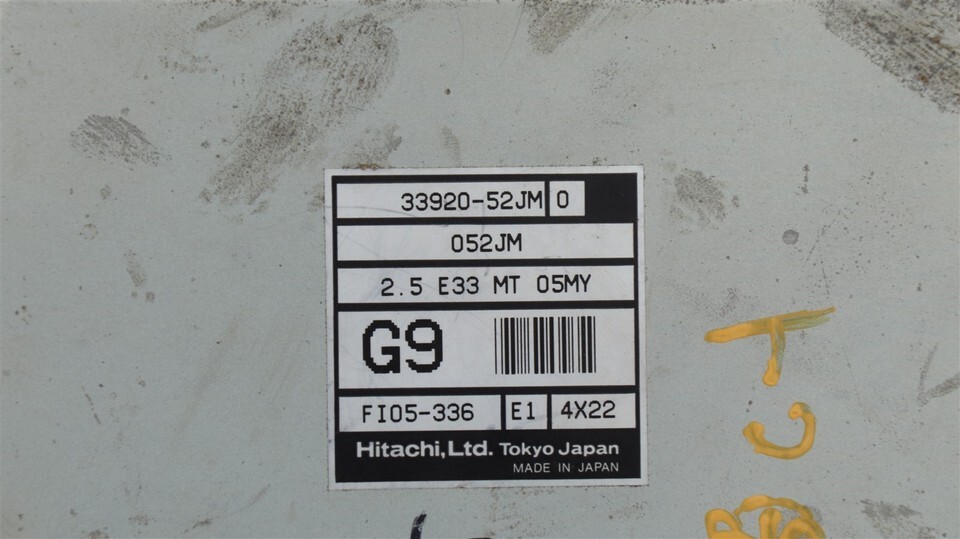 33920-52JM 0
052JM
2.5 E33 MT 05MY
G9
FI05-336 E1 4X22
Hitachi,Ltd. Tokyo Japan
MADE IN JAPAN